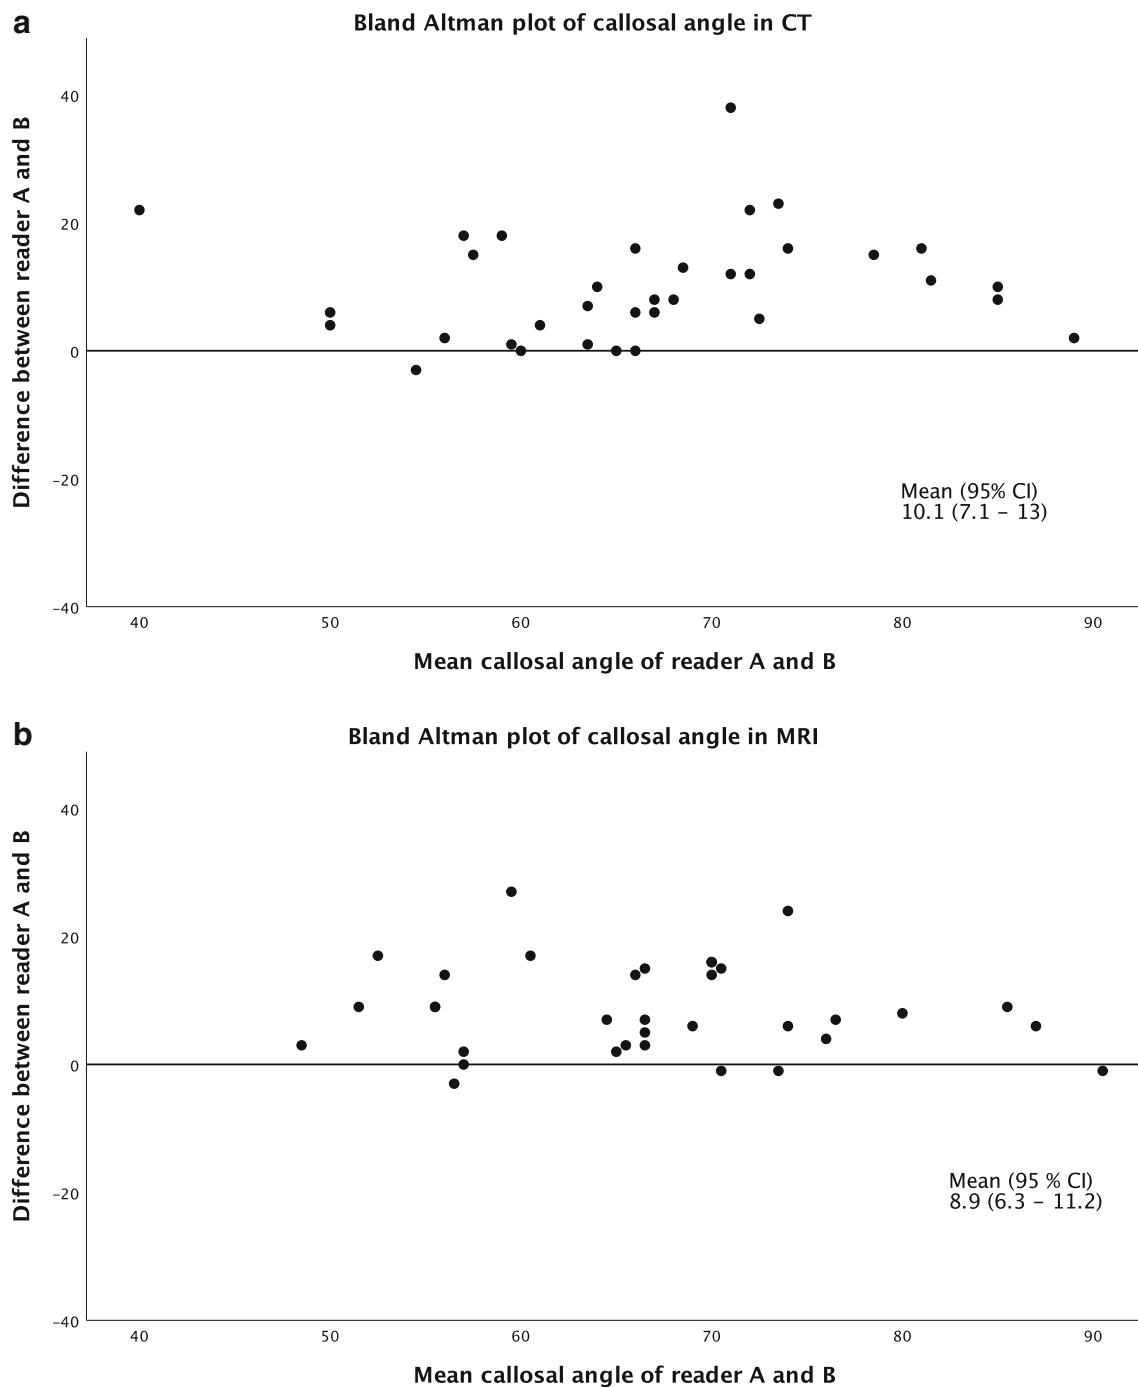 a
Bland Altman plot of callosal angle in CT
Difference between reader A and B
40
20
0
−20
−40
40 50 60 70 80 90
Mean (95% CI)
10.1 (7.1 – 13)
Mean callosal angle of reader A and B
b
Bland Altman plot of callosal angle in MRI
Difference between reader A and B
40
20
0
−20
−40
40 50 60 70 80 90
Mean (95 % CI)
8.9 (6.3 – 11.2)
Mean callosal angle of reader A and B